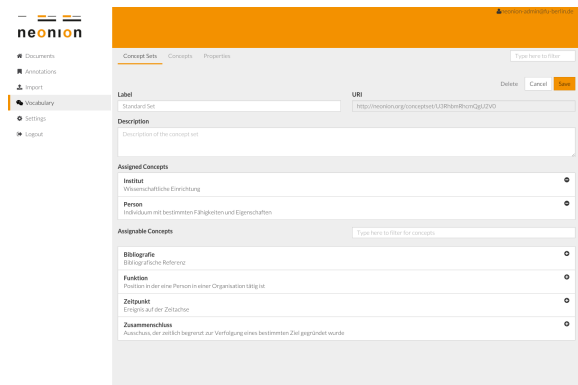 neonion-admin@fu-berlin.de
neonion
Documents
Annotations
Import
Vocabulary
Settings
Logout
Concept Sets Concepts Properties
Type here to filter
Delete Cancel Save
Label
Standard Set
URI
Description
Description of the concept set
Assigned Concepts
Institut
Wissenschaftliche Einrichtung
Person
Individuum mit bestimmten Fähigkeiten und Eigenschaften
Assignable Concepts
Type here to filter for concepts
Bibliografie
Bibliografische Referenz
Funktion
Position in der eine Person in einer Organisation tätig ist
Zeitpunkt
Ereignis auf der Zeitachse
Zusammenschluss
Ausschuss, der zeitlich begrenzt zur Verfolgung eines bestimmten Ziel gegründet wurde